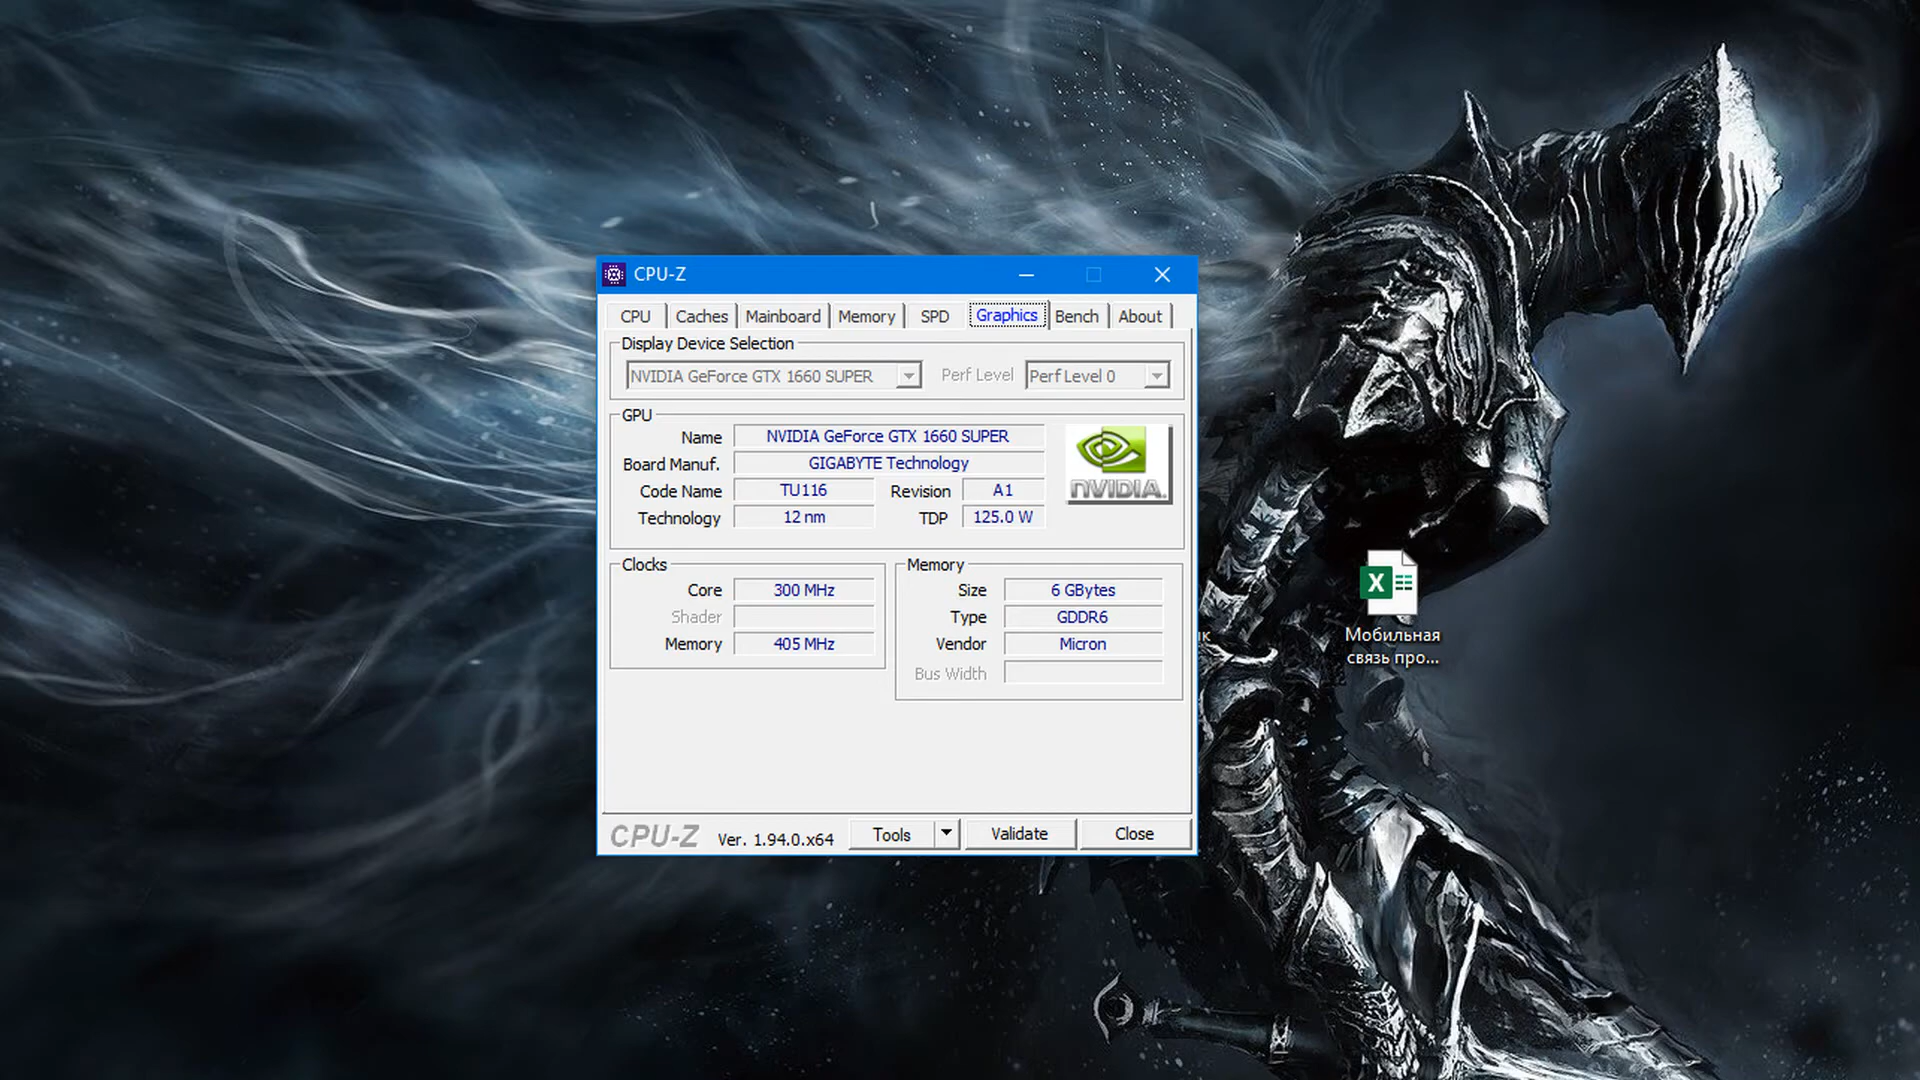 CPU-Z
CPU Caches Mainboard Memory SPD Graphics Bench About
Display Device Selection
NVIDIA GeForce GTX 1660 SUPER Perf Level Perf Level 0
GPU
Name NVIDIA GeForce GTX 1660 SUPER
Board Manuf. GIGABYTE Technology
Code Name TU116 Revision A1
Technology 12 nm TDP 125.0 W
NVIDIA.
Clocks
Core 300 MHz
Shader
Memory 405 MHz
Memory
Size 6 GBytes
Type GDDR6
Vendor Micron
Bus Width
CPU-Z Ver. 1.94.0.x64 Tools Validate Close
X
Мобильная
связь про...